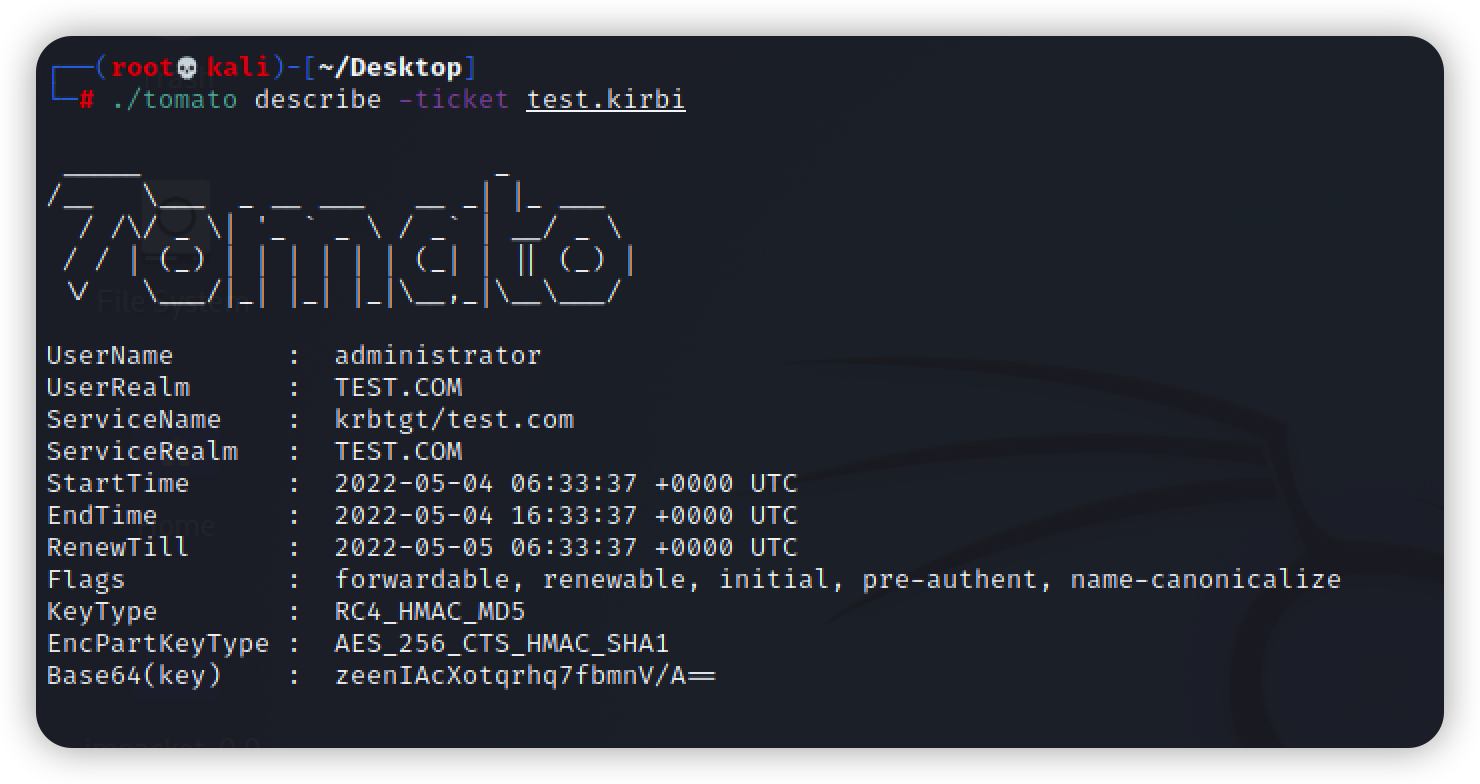 ┌──(root💀kali)-[~/Desktop]
└─# ./tomato describe -ticket test.kirbi
Tomato
UserName        :  administrator
UserRealm       :  TEST.COM
ServiceName     :  krbtgt/test.com
ServiceRealm    :  TEST.COM
StartTime       :  2022-05-04 06:33:37 +0000 UTC
EndTime         :  2022-05-04 16:33:37 +0000 UTC
RenewTill       :  2022-05-05 06:33:37 +0000 UTC
Flags           :  forwardable, renewable, initial, pre-authent, name-canonicalize
KeyType         :  RC4_HMAC_MD5
EncPartKeyType  :  AES_256_CTS_HMAC_SHA1
Base64(key)     :  zeenIAcXotqrhq7fbmnV/A==
File System